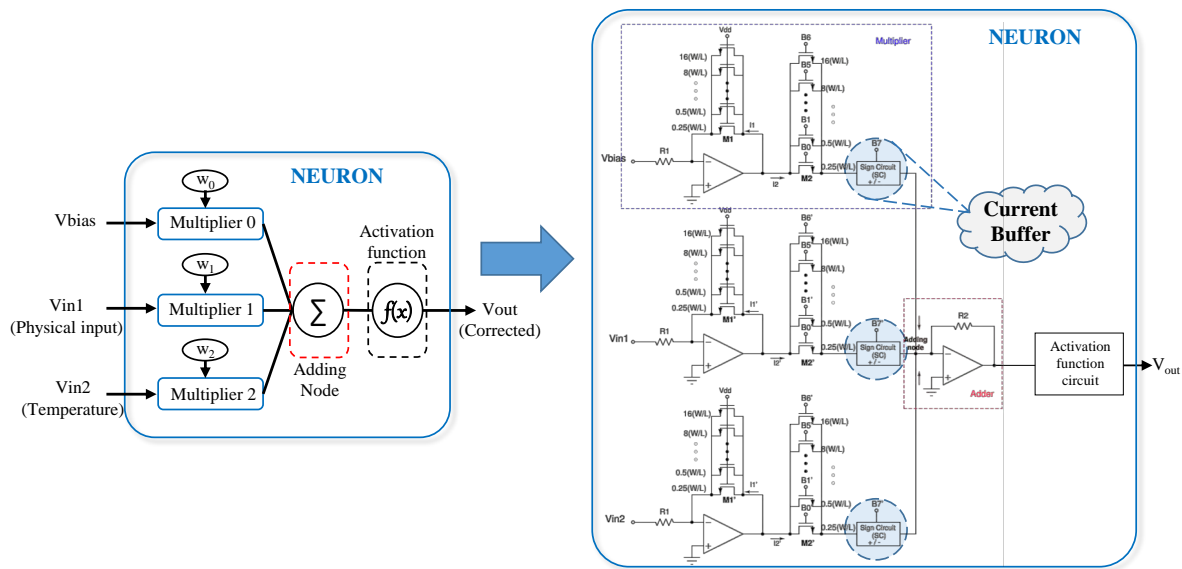 NEURON
w0
Vbias
Multiplier 0
w1
Vin1
(Physical input)
Multiplier 1
w2
Vin2
(Temperature)
Multiplier 2
Σ
Adding
Node
Activation
function
f(x)
Vout
(Corrected)
NEURON
Multiplier
Vdd
16(W/L)
8(W/L)
0.5(W/L)
0.25(W/L)
M1
I1
Vbias
R1
I2
B6
B5
B1
B0
16(W/L)
8(W/L)
0.5(W/L)
0.25(W/L)
M2
B7
Sign Circuit
(SC)
+ / -
Current
Buffer
Vdd
16(W/L)
8(W/L)
0.5(W/L)
0.25(W/L)
M1'
I1'
Vin1
R1
I2'
B6'
B5'
B1'
B0'
16(W/L)
8(W/L)
0.5(W/L)
0.25(W/L)
M2'
B7'
Sign Circuit
(SC)
+ / -
Adding
node
R2
Adder
Activation
function
circuit
Vout
Vdd
16(W/L)
8(W/L)
0.5(W/L)
0.25(W/L)
M1'
I1'
Vin2
R1
I2'
B6'
B5'
B1'
B0'
16(W/L)
8(W/L)
0.5(W/L)
0.25(W/L)
M2'
B7'
Sign Circuit
(SC)
+ / -